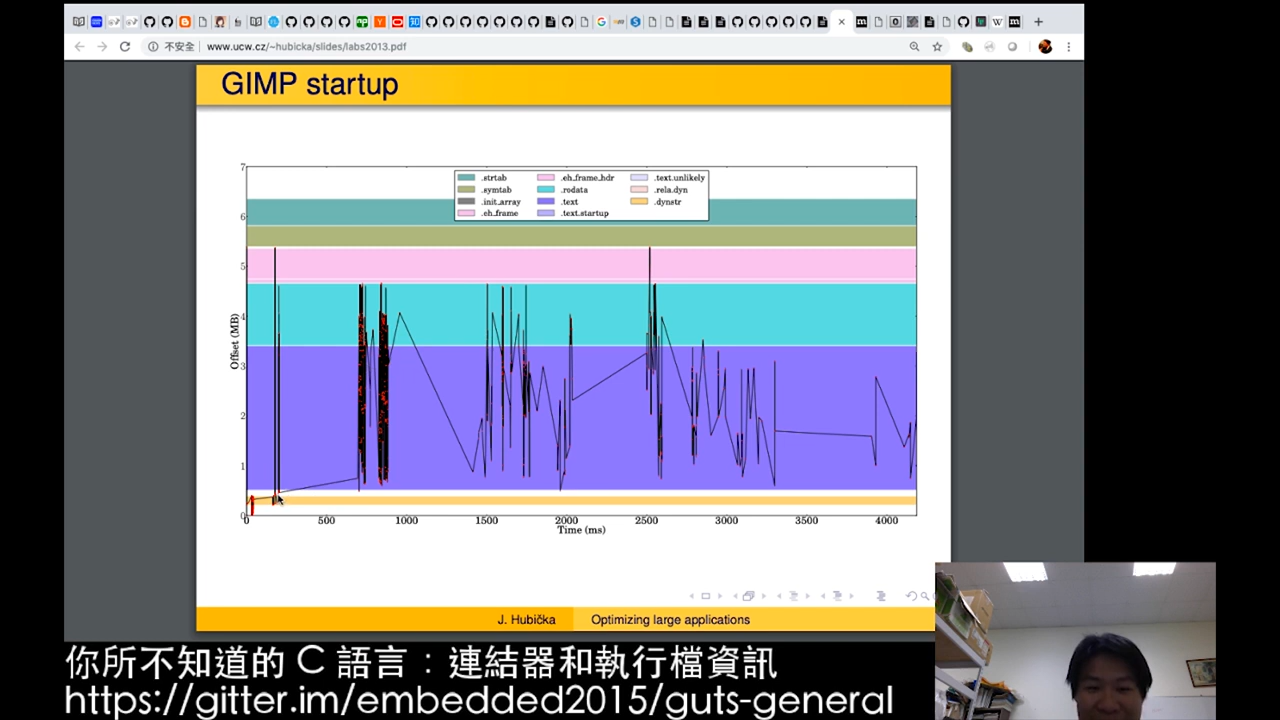 不安全 www.ucw.cz/~hubicka/slides/labs2013.pdf
GIMP startup
.strtab .eh_frame_hdr .text.unlikely
.symtab .rodata .rela.dyn
.init_array .text .dynstr
.eh_frame .text.startup
7
6
5
4
3
2
1
0
Offset (MB)
0 500 1000 1500 2000 2500 3000 3500 4000
Time (ms)
J. Hubička Optimizing large applications
你所不知道的 C 語言：連結器和執行檔資訊
https://gitter.im/embedded2015/guts-general